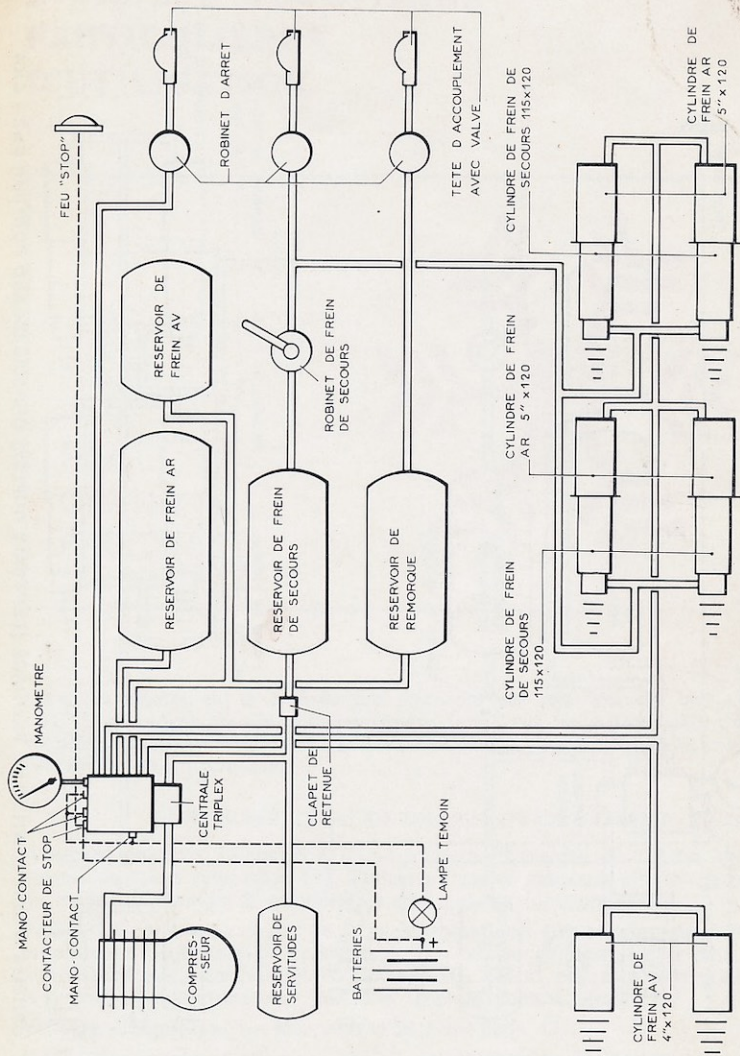 MANO-CONTACT
CONTACTEUR DE STOP
MANO-CONTACT
MANOMETRE
FEU "STOP"
COMPRES-
-SEUR
CENTRALE
TRIPLEX
RESERVOIR DE FREIN AR
RESERVOIR DE
FREIN AV
ROBINET D ARRET
RESERVOIR DE
SERVITUDES
CLAPET DE
RETENUE
RESERVOIR DE FREIN
DE SECOURS
ROBINET DE FREIN
DE SECOURS
BATTERIES
+
LAMPE TEMOIN
RESERVOIR DE
REMORQUE
TETE D ACCOUPLEMENT
AVEC VALVE
CYLINDRE DE FREIN
DE SECOURS
115x120
CYLINDRE DE FREIN
AR 5" x120
CYLINDRE DE FREIN DE
SECOURS 115x120
CYLINDRE DE
FREIN AR
5"x120
CYLINDRE DE
FREIN AV
4"x120